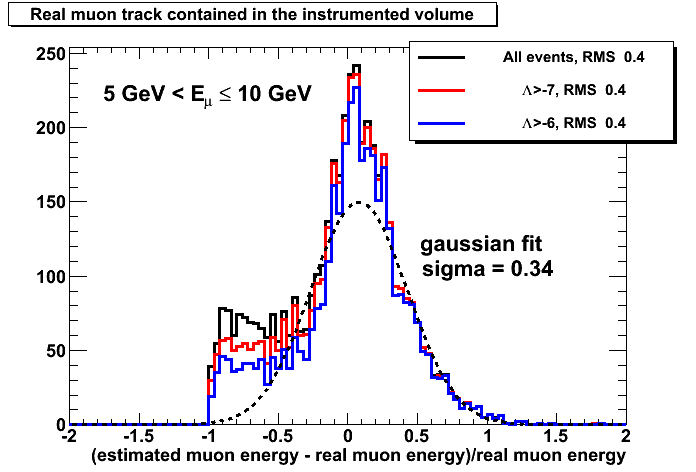 Real muon track contained in the instrumented volume
All events, RMS 0.4
Λ>-7, RMS 0.4
Λ>-6, RMS 0.4
5 GeV < Eμ ≤ 10 GeV
gaussian fit
sigma = 0.34
250
200
150
100
50
0
-2 -1.5 -1 -0.5 0 0.5 1 1.5 2
(estimated muon energy - real muon energy)/real muon energy